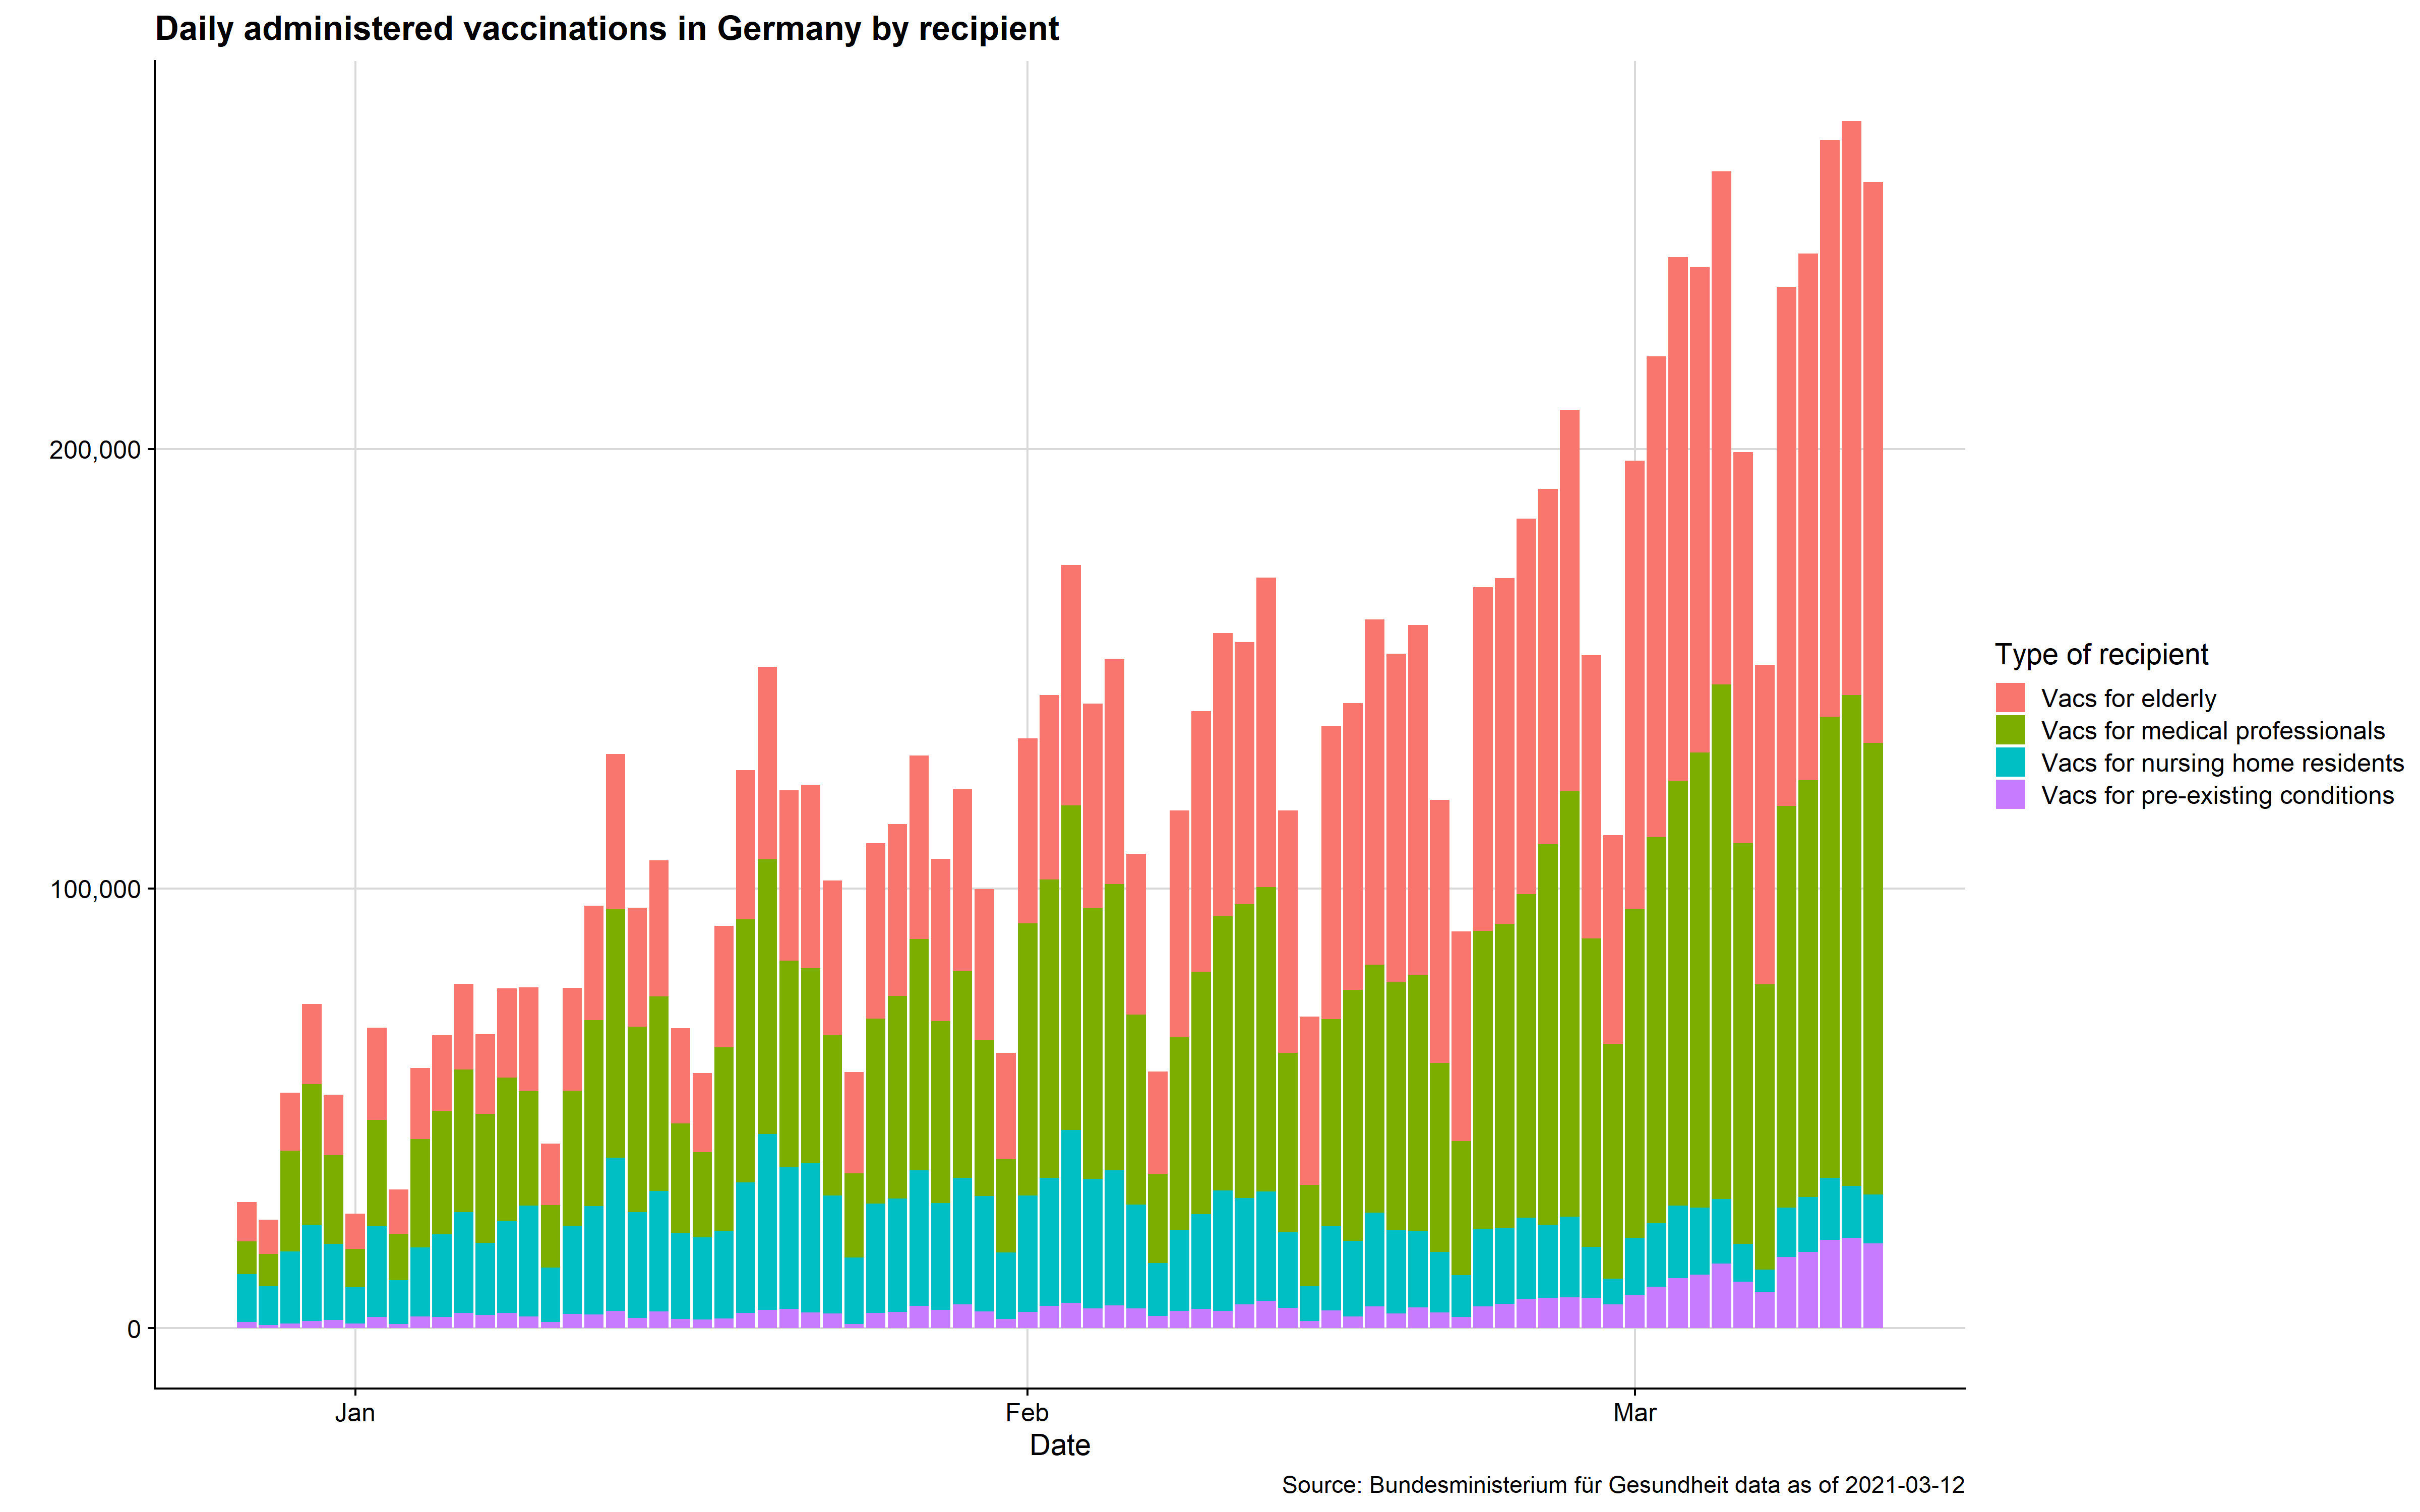 Daily administered vaccinations in Germany by recipient
200,000
100,000
0
Jan
Feb
Mar
Date
Type of recipient
Vacs for elderly
Vacs for medical professionals
Vacs for nursing home residents
Vacs for pre-existing conditions
Source: Bundesministerium für Gesundheit data as of 2021-03-12